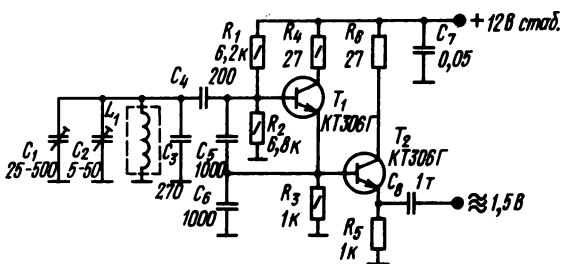 R1
6,2к
R4
27
R6
27
+12В стаб.
C7
0,05
C4
200
T1
КТ306Г
L1
C1
25-500
C2
5-50
C3
270
C5
1000
R2
6,8к
T2
КТ306Г
C6
1000
R3
1к
C8
1т
≈1,5В
R5
1к